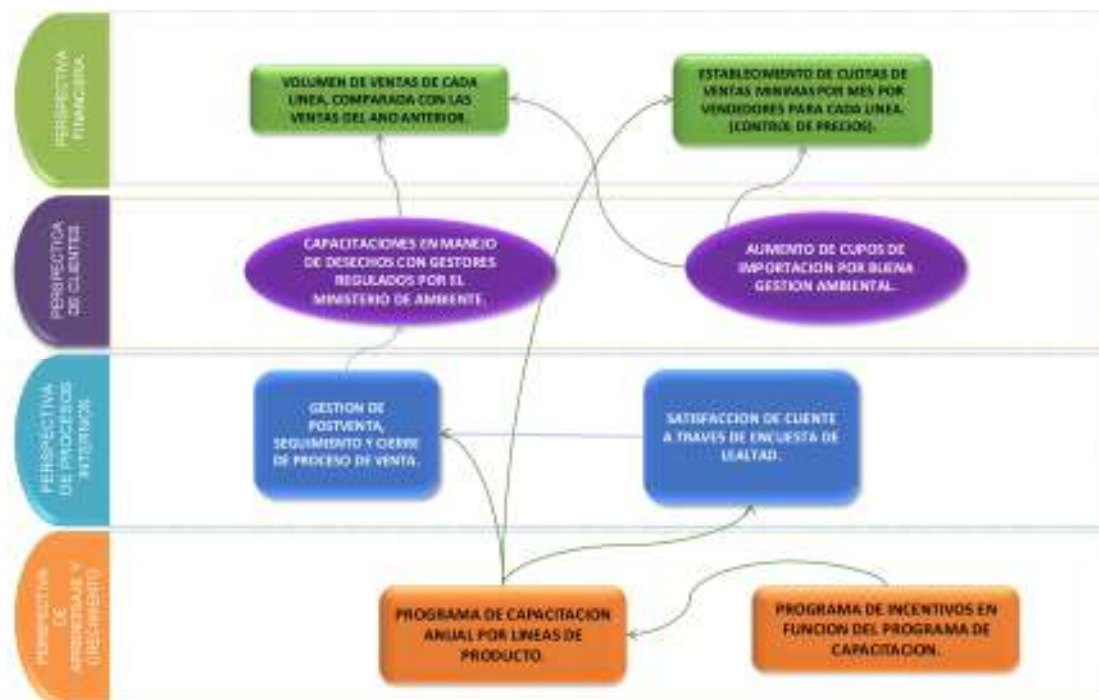 PERSPECTIVA
FINANCIERA
VOLUMEN DE VENTAS DE CADA
LINEA, COMPARADA CON LAS
VENTAS DEL AÑO ANTERIOR.
ESTABLECIMIENTO DE CUOTAS DE
VENTAS MINIMAS POR MES POR
VENDEDORES PARA CADA LINEA.
(CONTROL DE PRECIOS).
PERSPECTICA
DE CLIENTES
CAPACITACIONES EN MANEJO
DE DESECHOS CON GESTORES
REGULADOS POR EL
MINISTERIO DE AMBIENTE.
AUMENTO DE CUPOS DE
IMPORTACION POR BUENA
GESTION AMBIENTAL.
PERSPECTIVA
DE PROCESOS
INTERNOS
GESTION DE
POSTVENTA,
SEGUIMIENTO Y CIERRE
DE PROCESO DE VENTA.
SATISFACCION DE CLIENTE
A TRAVES DE ENCUESTA DE
LEALTAD.
PERSPECTIVA
DE
APRENDIZAJE Y
CRECIMIENTO
PROGRAMA DE CAPACITACION
ANUAL POR LINEAS DE
PRODUCTO.
PROGRAMA DE INCENTIVOS EN
FUNCION DEL PROGRAMA DE
CAPACITACION.